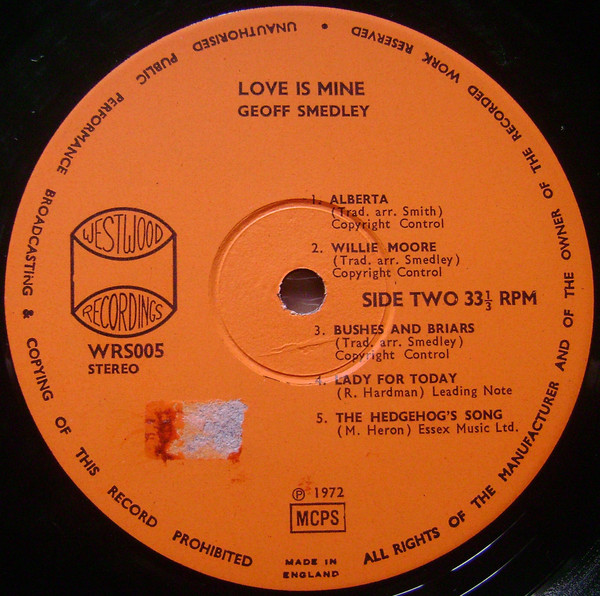 LOVE IS MINE
GEOFF SMEDLEY
1. ALBERTA
(Trad. arr. Smith)
Copyright Control
2. WILLIE MOORE
(Trad. arr. Smedley)
Copyright Control
SIDE TWO 33⅓ RPM
3. BUSHES AND BRIARS
(Trad. arr. Smedley)
Copyright Control
4. LADY FOR TODAY
(R. Hardman) Leading Note
5. THE HEDGEHOG'S SONG
(M. Heron) Essex Music Ltd.
WESTWOOD
RECORDINGS
WRS005
STEREO
℗ 1972
MCPS
MADE IN
ENGLAND
ALL RIGHTS OF THE MANUFACTURER AND OF THE OWNER OF THE RECORDED WORK RESERVED • UNAUTHORISED PUBLIC PERFORMANCE BROADCASTING & COPYING OF THIS RECORD PROHIBITED